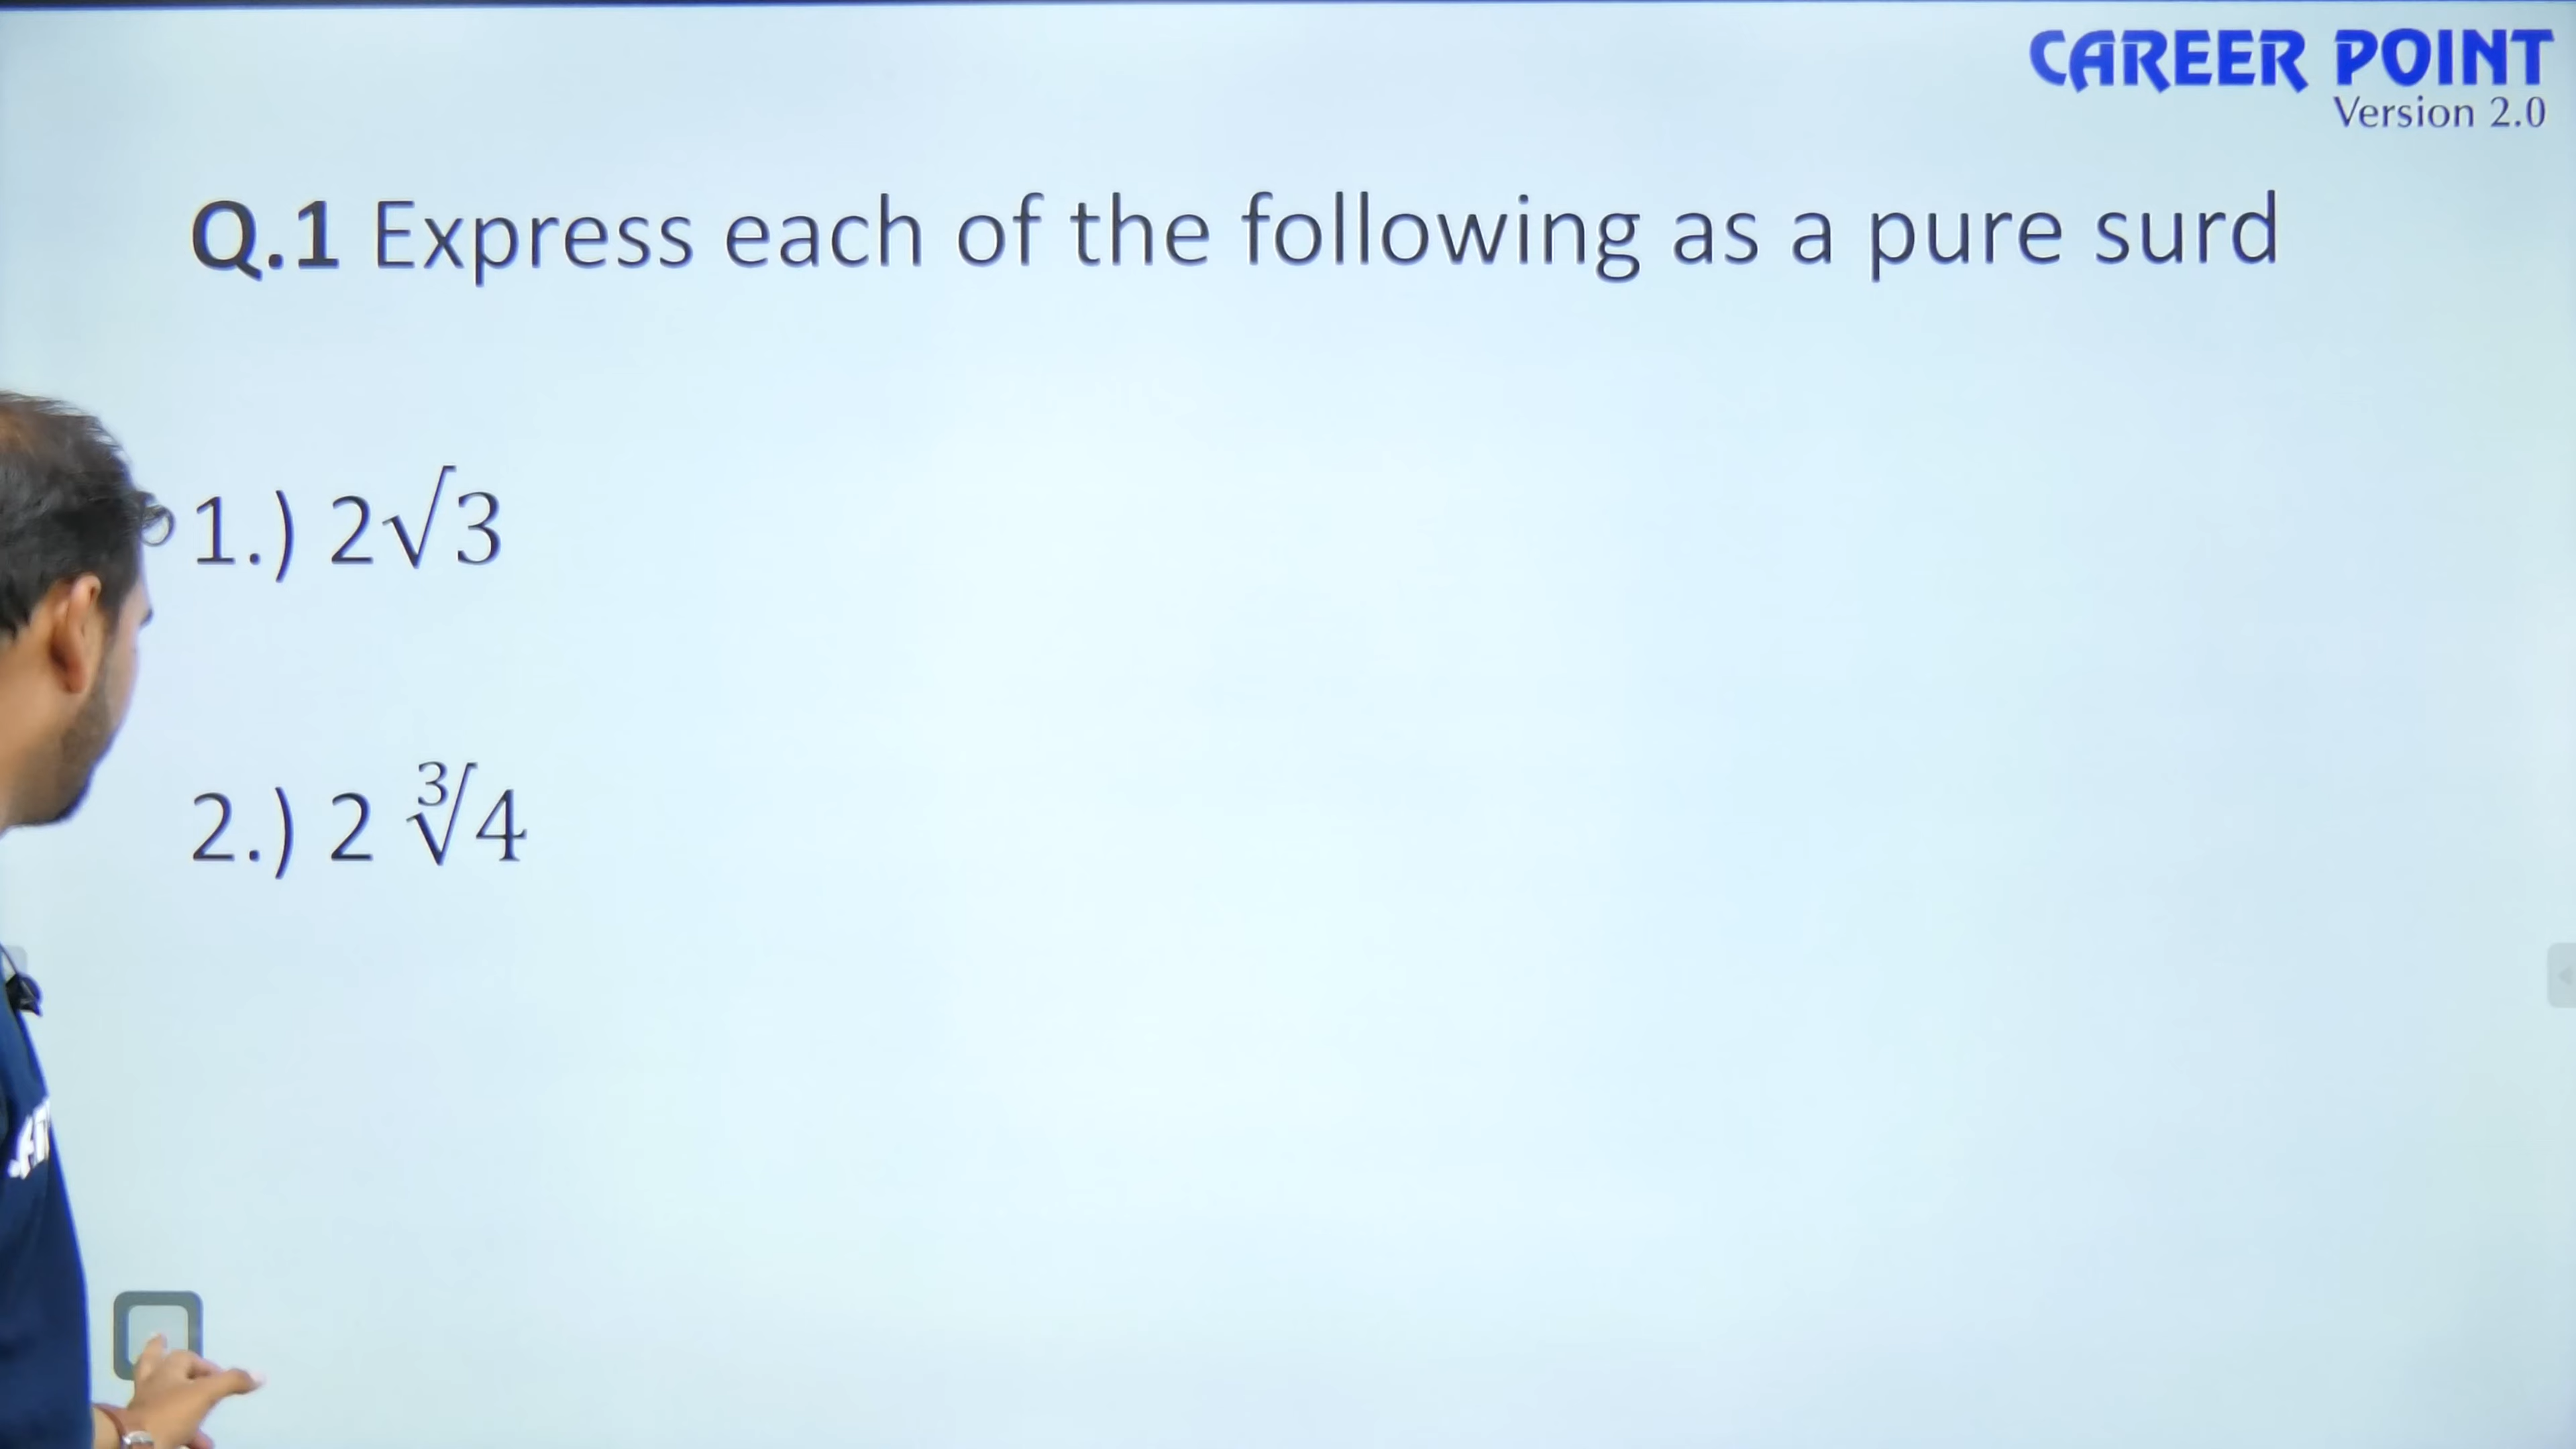 CAREER POINT
Version 2.0
Q.1 Express each of the following as a pure surd
1.) 2√3
2.) 2 ∛4